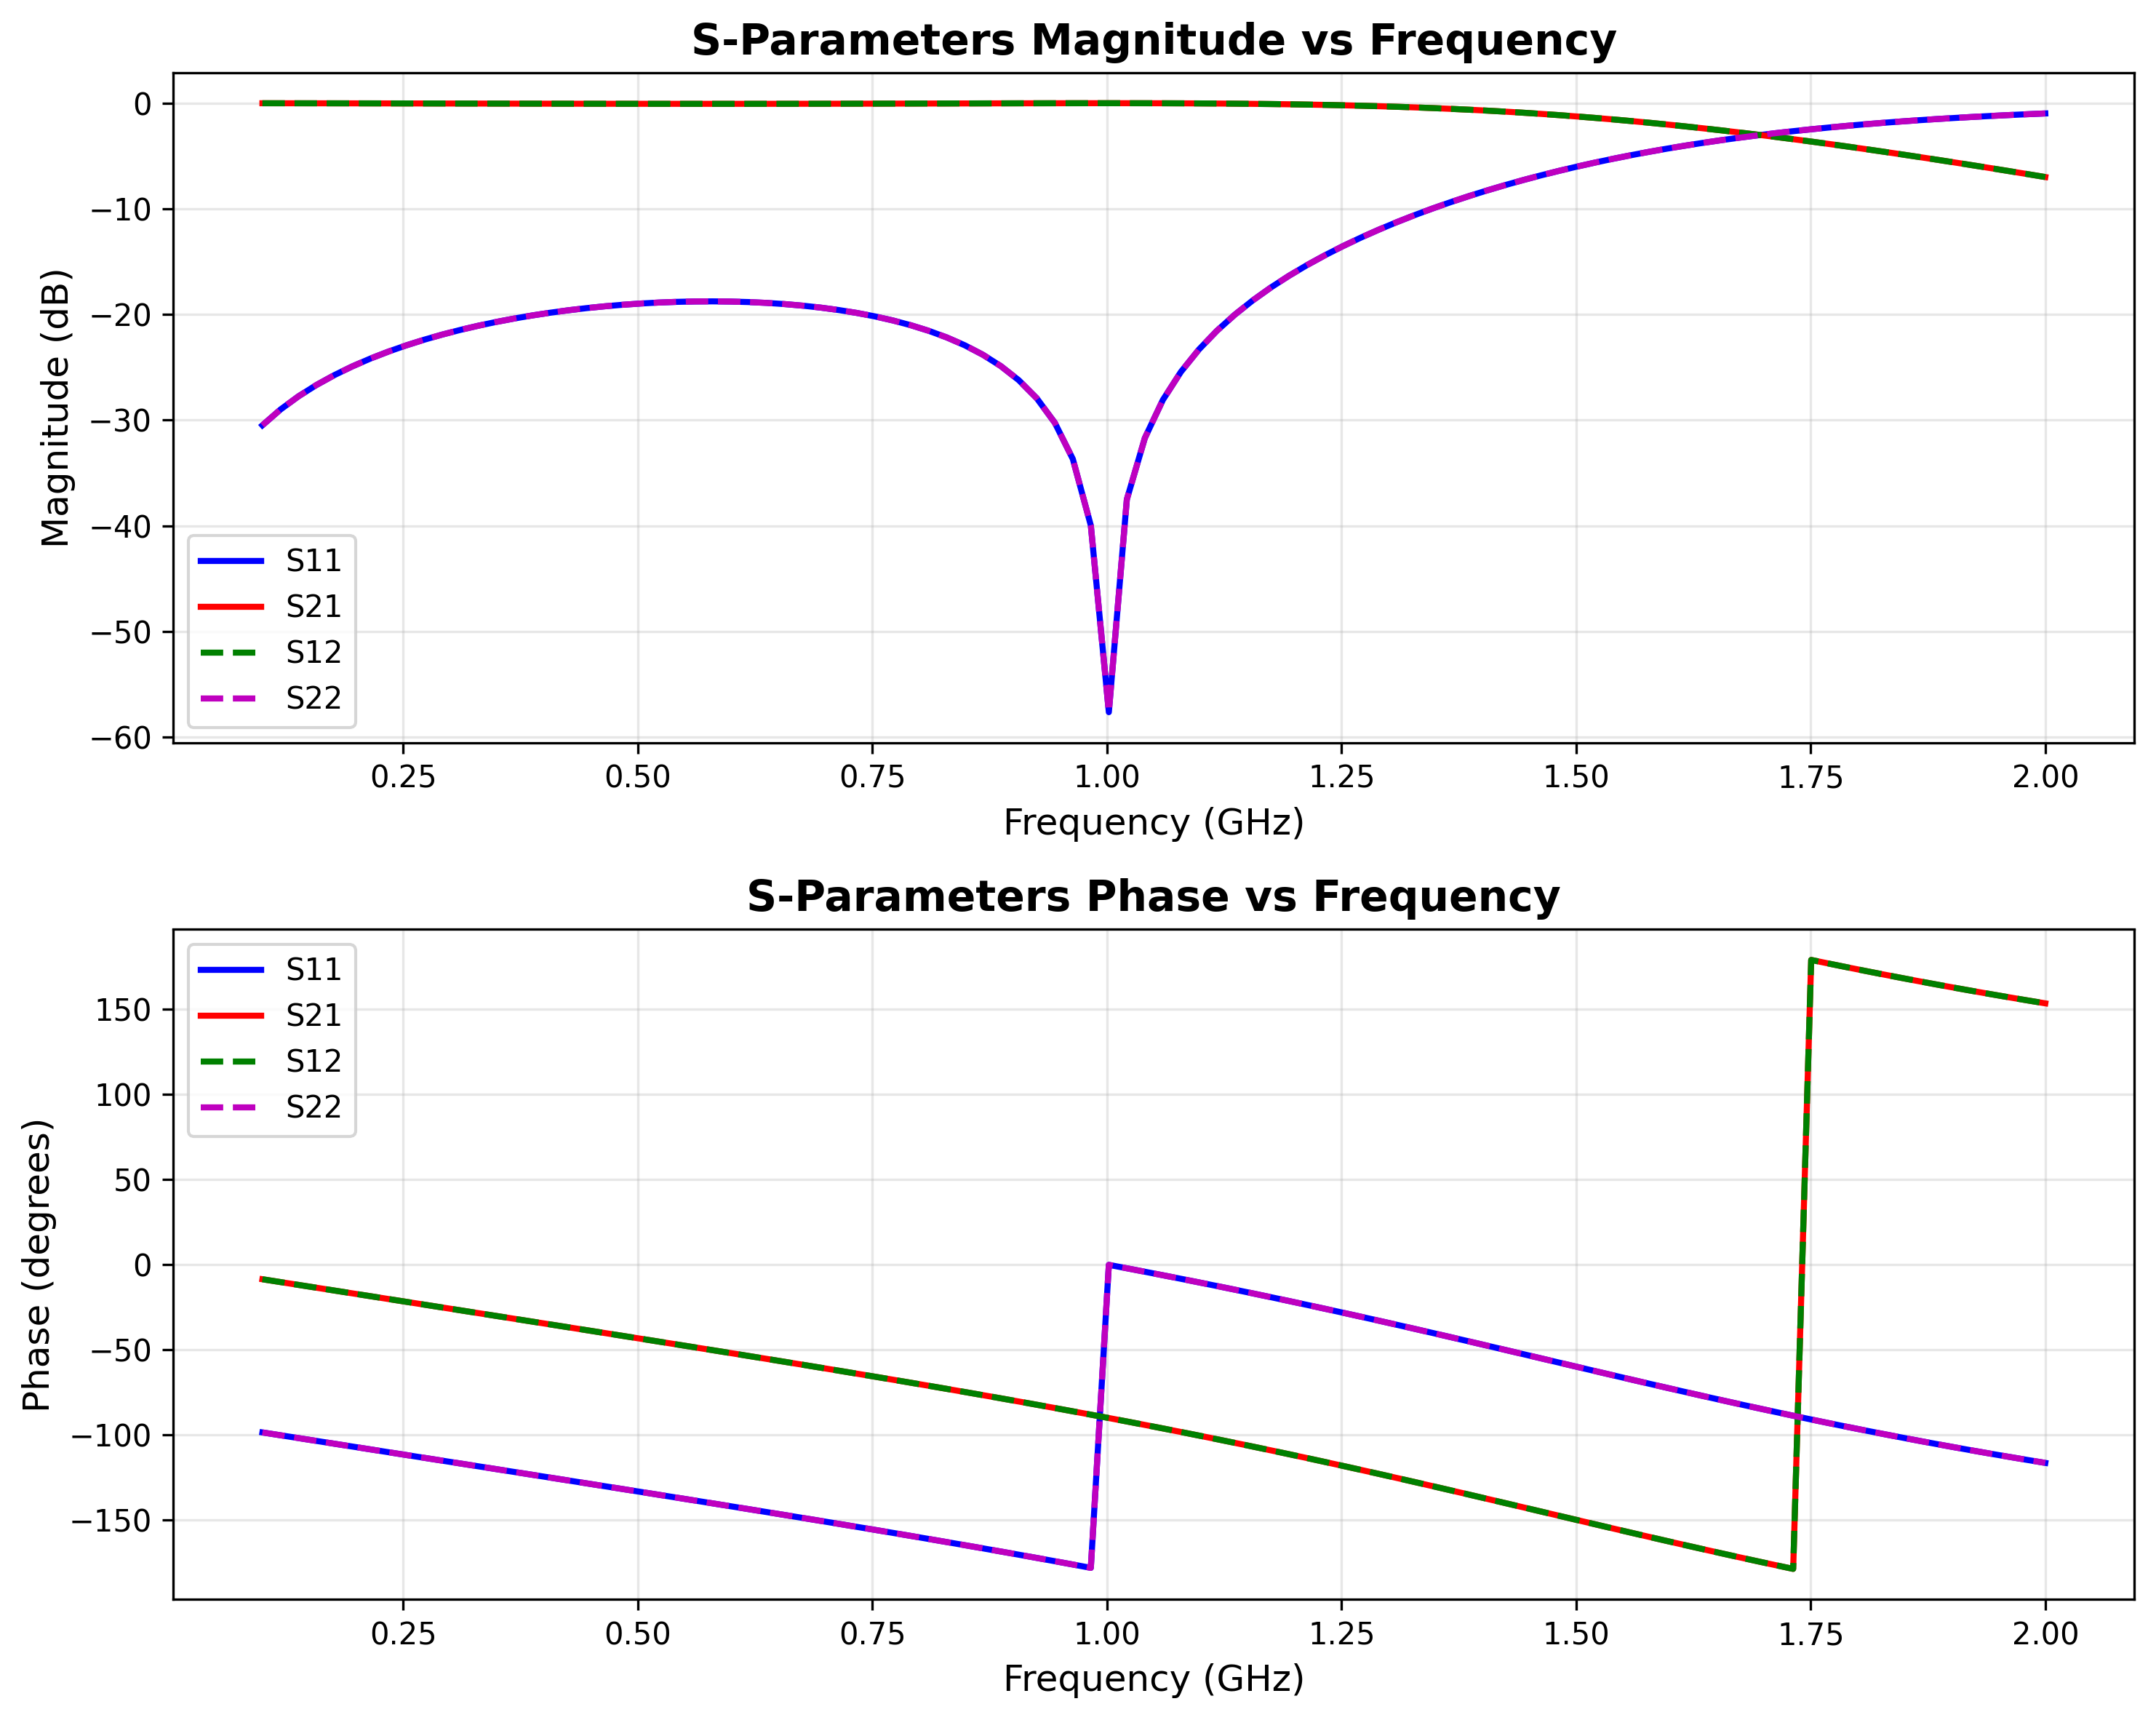 S-Parameters Magnitude vs Frequency
Magnitude (dB)
0
−10
−20
−30
−40
−50
−60
S11
S21
S12
S22
0.25 0.50 0.75 1.00 1.25 1.50 1.75 2.00
Frequency (GHz)
S-Parameters Phase vs Frequency
Phase (degrees)
150
100
50
0
−50
−100
−150
S11
S21
S12
S22
0.25 0.50 0.75 1.00 1.25 1.50 1.75 2.00
Frequency (GHz)